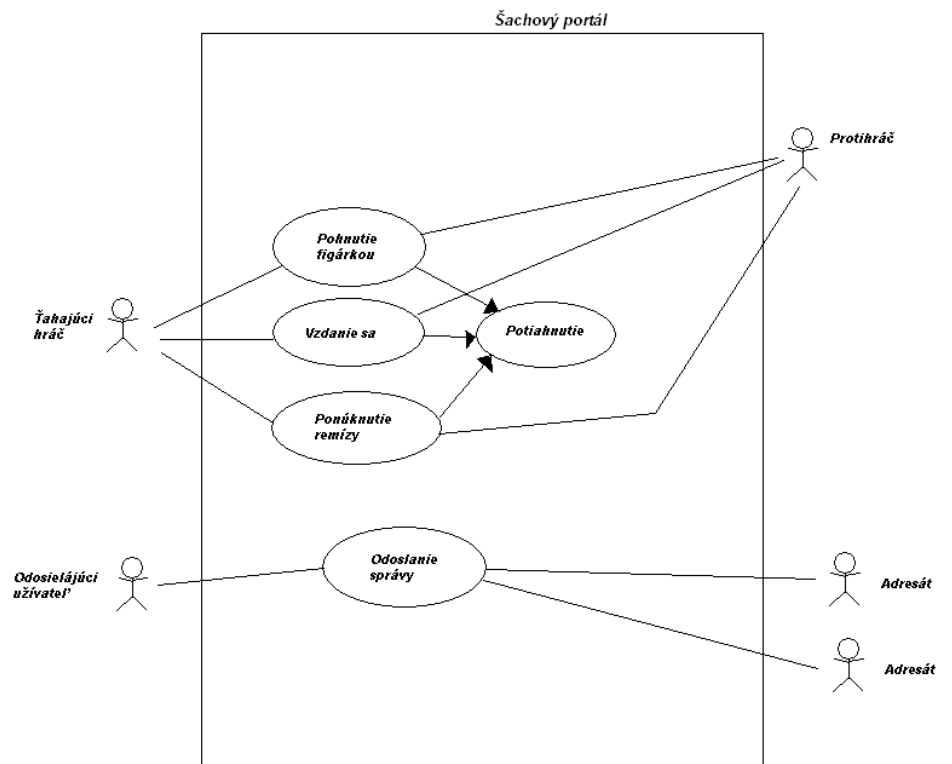 Šachový portál
Protihráč
Pohnutie
figárkou
Ťahajúci
hráč
Vzdanie sa
Potiahnutie
Ponúknutie
remízy
Odosielájúci
užívateľ
Odoslanie
správy
Adresát
Adresát